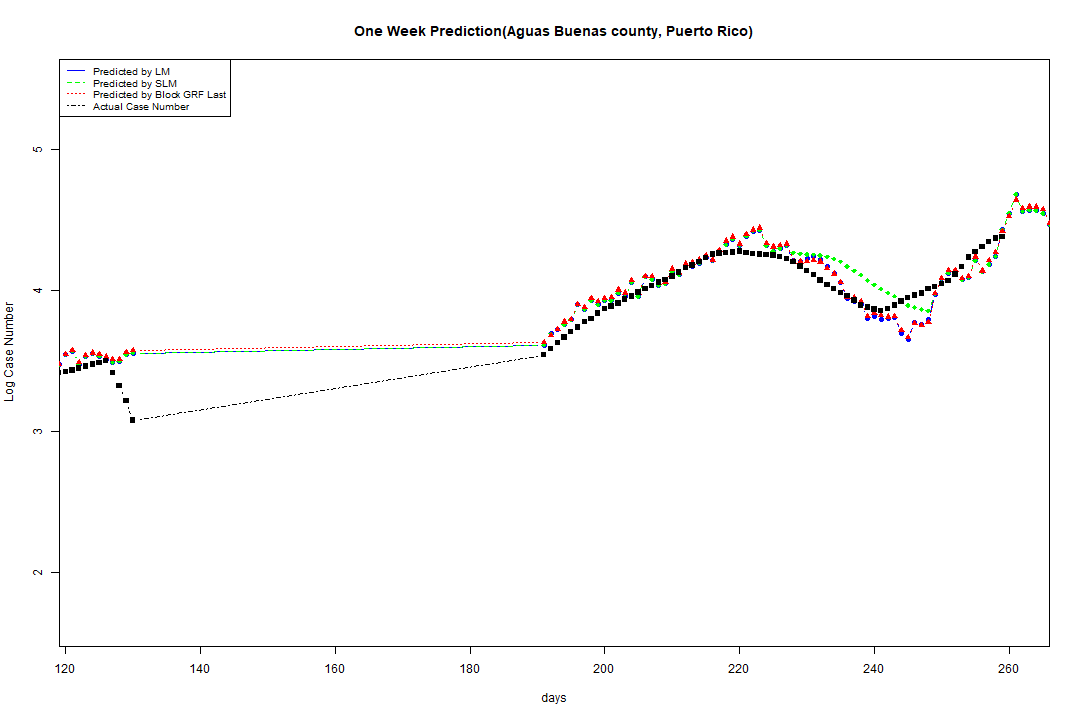 One Week Prediction(Aguas Buenas county, Puerto Rico)
Predicted by LM
Predicted by SLM
Predicted by Block GRF Last
Actual Case Number
5
4
3
2
Log Case Number
120 140 160 180 200 220 240 260
days